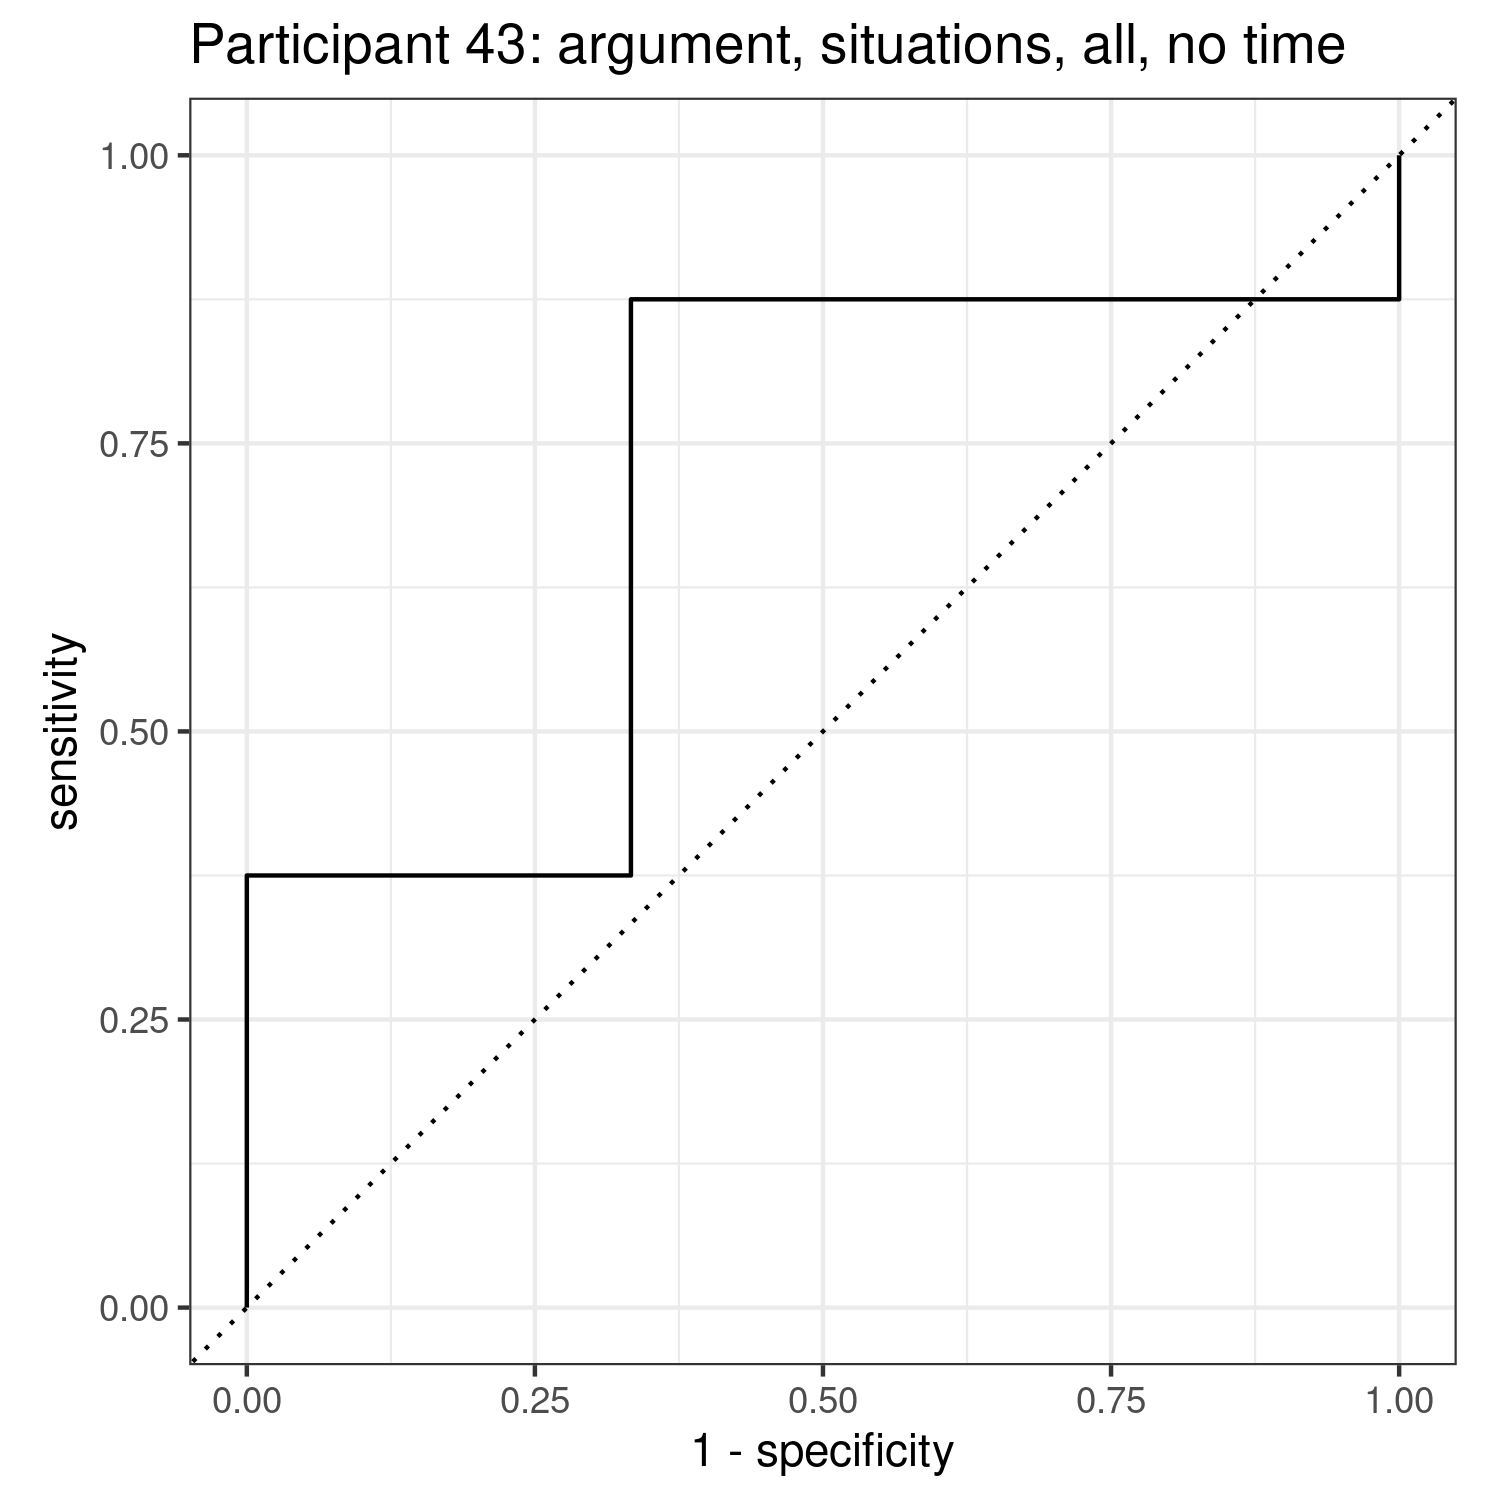 Participant 43: argument, situations, all, no time
1.00
0.75
0.50
0.25
0.00
sensitivity
0.00 0.25 0.50 0.75 1.00
1 - specificity